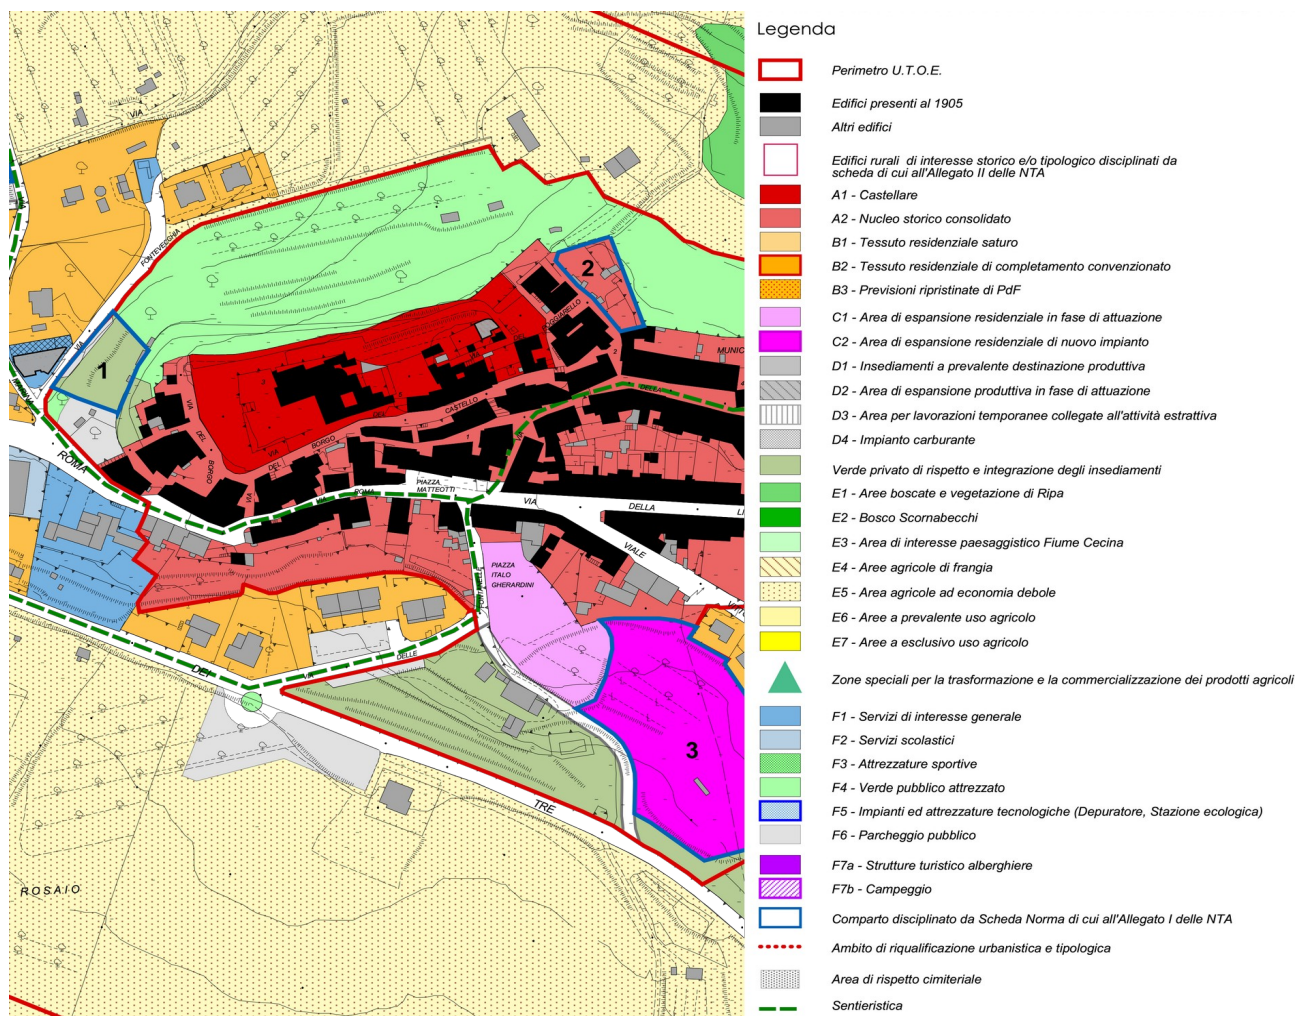 Legenda
Perimetro U.T.O.E.
Edifici presenti al 1905
Altri edifici
Edifici rurali di interesse storico e/o tipologico disciplinati da
scheda di cui all'Allegato II delle NTA
A1 - Castellare
A2 - Nucleo storico consolidato
B1 - Tessuto residenziale saturo
B2 - Tessuto residenziale di completamento convenzionato
B3 - Previsioni ripristinate di PdF
C1 - Area di espansione residenziale in fase di attuazione
C2 - Area di espansione residenziale di nuovo impianto
D1 - Insediamenti a prevalente destinazione produttiva
D2 - Area di espansione produttiva in fase di attuazione
D3 - Area per lavorazioni temporanee collegate all'attività estrattiva
D4 - Impianto carburante
Verde privato di rispetto e integrazione degli insediamenti
E1 - Aree boscate e vegetazione di Ripa
E2 - Bosco Scornabecchi
E3 - Area di interesse paesaggistico Fiume Cecina
E4 - Aree agricole di frangia
E5 - Area agricole ad economia debole
E6 - Aree a prevalente uso agricolo
E7 - Aree a esclusivo uso agricolo
Zone speciali per la trasformazione e la commercializzazione dei prodotti agricoli
F1 - Servizi di interesse generale
F2 - Servizi scolastici
F3 - Attrezzature sportive
F4 - Verde pubblico attrezzato
F5 - Impianti ed attrezzature tecnologiche (Depuratore, Stazione ecologica)
F6 - Parcheggio pubblico
F7a - Strutture turistico alberghiere
F7b - Campeggio
Comparto disciplinato da Scheda Norma di cui all'Allegato I delle NTA
Ambito di riqualificazione urbanistica e tipologica
Area di rispetto cimiteriale
Sentieristica
VIA
FONTEVECCHIA
VIA
1
2
3
POGGIARELLO
MUNIC
DELLA
VIA
CASTELLO
VIA DEL BORGO
VIA
DEL
BORGO
ROMA
VIA
ROMA
PIAZZA
MATTEOTTI
VIA
DELLA
LI
VIALE
PIAZZA
ITALO
GHERARDINI
FONTANELLE
VIA
DELLE
DEI
TRE
ROSAIO